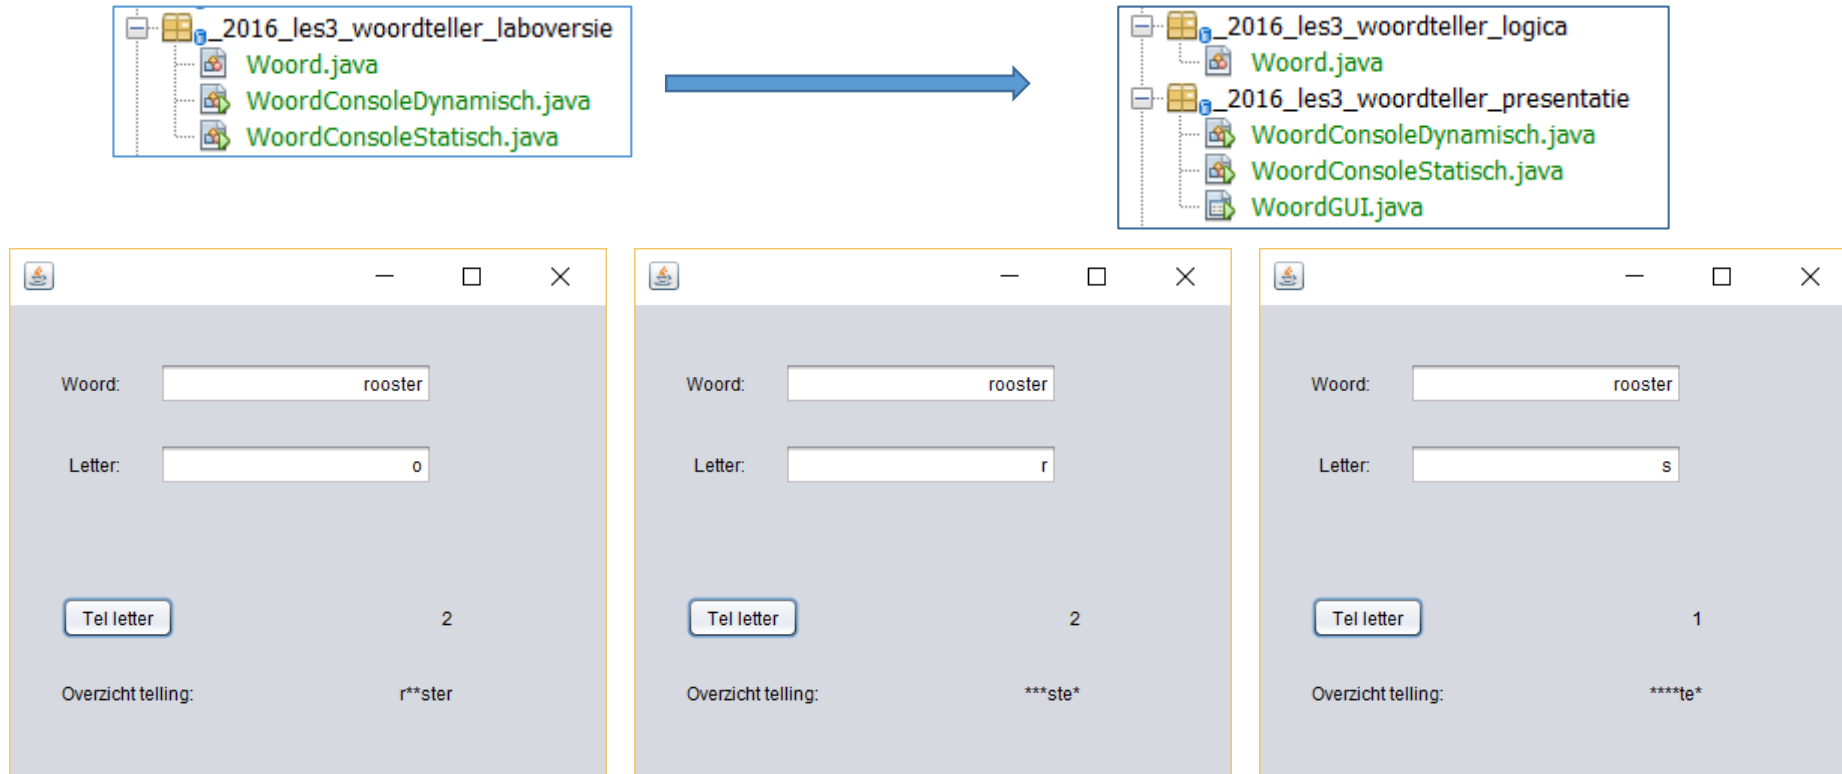 _2016_les3_woordteller_laboversie
Woord.java
WoordConsoleDynamisch.java
WoordConsoleStatisch.java
_2016_les3_woordteller_logica
Woord.java
_2016_les3_woordteller_presentatie
WoordConsoleDynamisch.java
WoordConsoleStatisch.java
WoordGUI.java
Woord: rooster
Letter: o
Tel letter 2
Overzicht telling: r**ster
Woord: rooster
Letter: r
Tel letter 2
Overzicht telling: ***ste*
Woord: rooster
Letter: s
Tel letter 1
Overzicht telling: ****te*